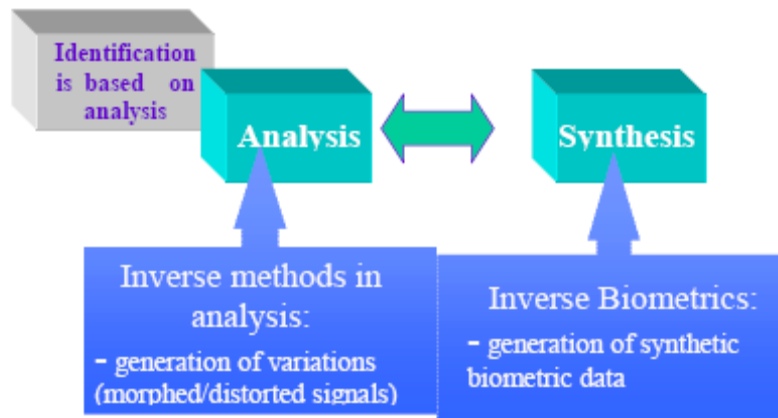 Identification
is based on
analysis
Analysis
Synthesis
Inverse methods in
analysis:
- generation of variations
(morphed/distorted signals)
Inverse Biometrics:
- generation of synthetic
biometric data